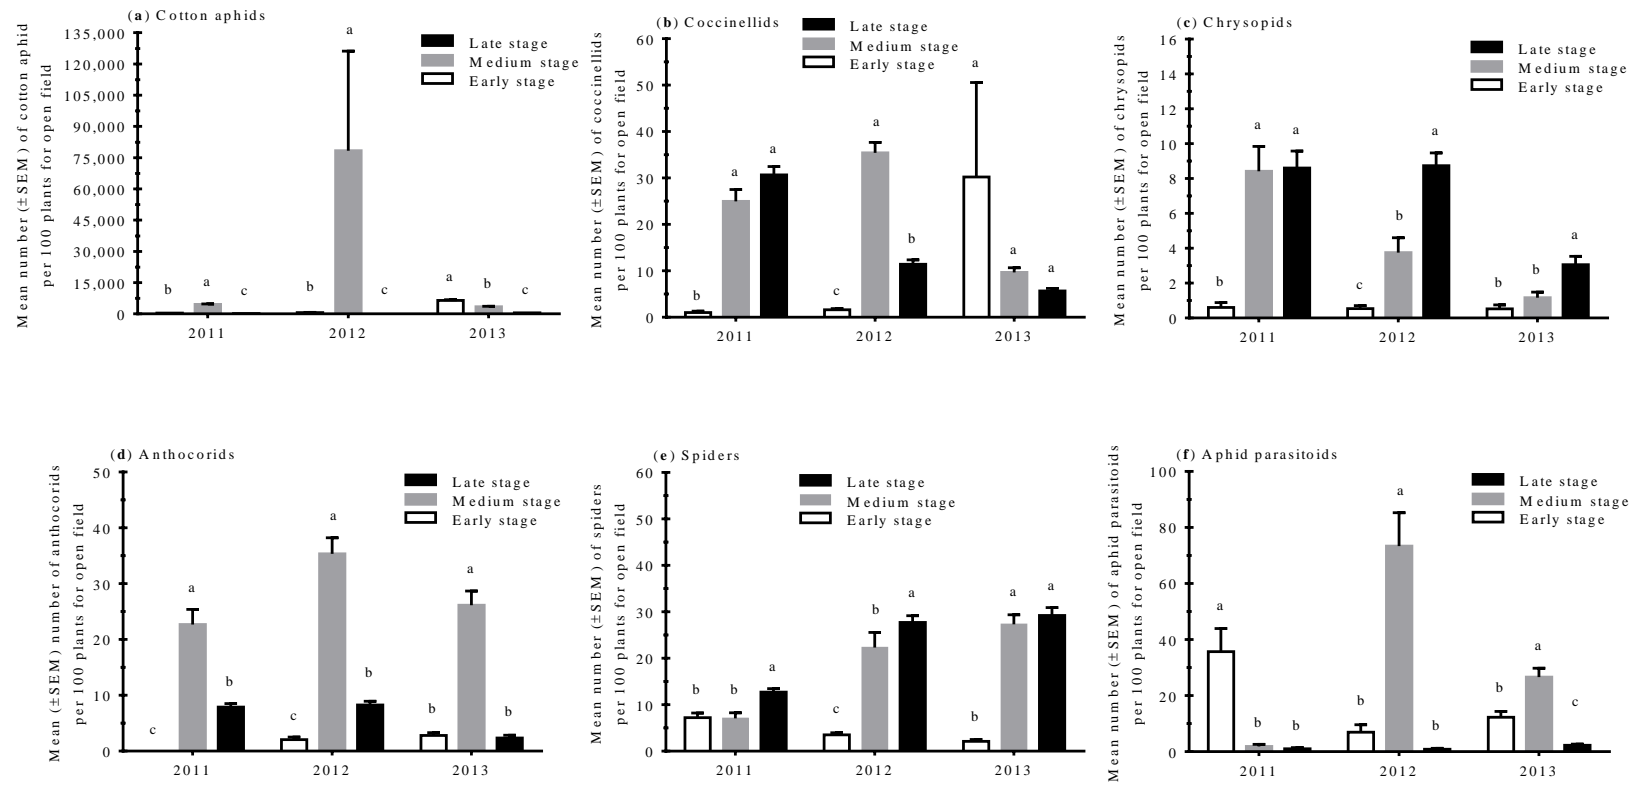 (a) Cotton aphids
Mean number (±SEM) of cotton aphid
per 100 plants for open field
135,000
120,000
105,000
90,000
75,000
60,000
45,000
30,000
15,000
0
Late stage
Medium stage
Early stage
b a c
b a c
a b c
2011 2012 2013
(b) Coccinellids
Mean number (±SEM) of coccinellids
per 100 plants for open field
60
50
40
30
20
10
0
Late stage
Medium stage
Early stage
b a a
c a b
a a a
2011 2012 2013
(c) Chrysopids
Mean number (±SEM) of chrysopids
per 100 plants for open field
16
14
12
10
8
6
4
2
0
Late stage
Medium stage
Early stage
b a a
c b a
b b a
2011 2012 2013
(d) Anthocorids
Mean (±SEM) number of anthocorids
per 100 plants for open field
50
40
30
20
10
0
Late stage
Medium stage
Early stage
c a b
c a b
b a b
2011 2012 2013
(e) Spiders
Mean number (±SEM) of spiders
per 100 plants for open field
60
50
40
30
20
10
0
Late stage
Medium stage
Early stage
b b a
c b a
b a a
2011 2012 2013
(f) Aphid parasitoids
Mean number (±SEM) of aphid parasitoids
per 100 plants for open field
100
80
60
40
20
0
Late stage
Medium stage
Early stage
a b b
b a b
b a c
2011 2012 2013